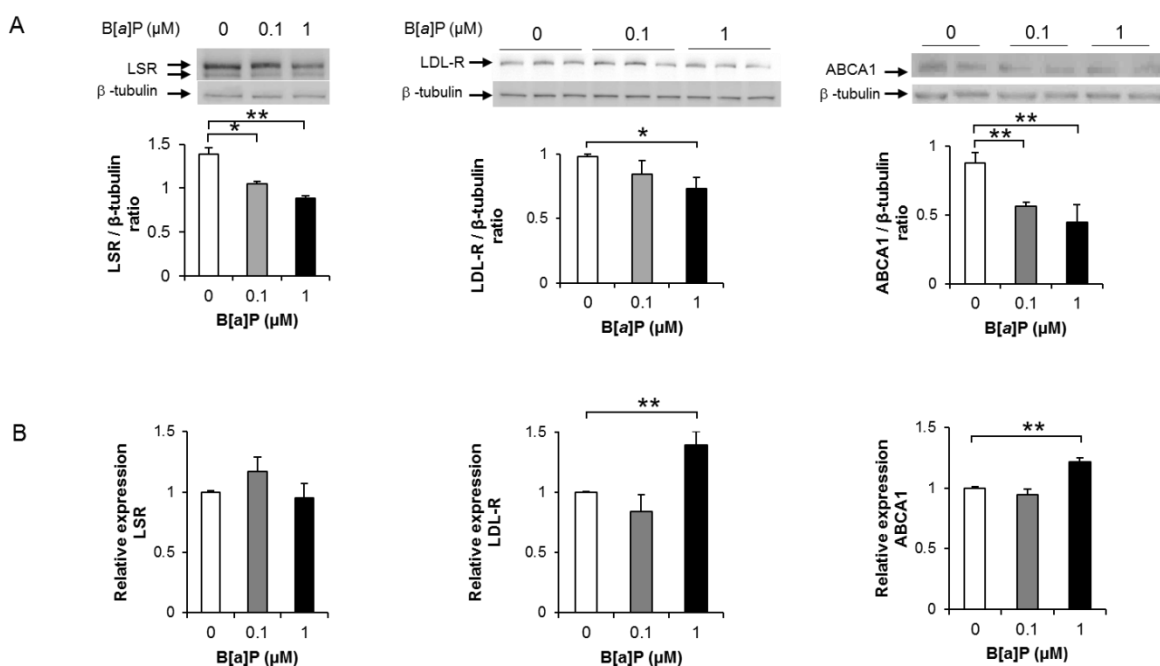 A
B[a]P (µM) 0 0.1 1
LSR
β -tubulin
** 
*
1.5
1
0.5
0
LSR / β-tubulin
ratio
0 0.1 1
B[a]P (µM)
B[a]P (µM) 0 0.1 1
LDL-R
β -tubulin
*
1
0
LDL-R / β-tubulin
ratio
0 0.1 1
B[a]P (µM)
0 0.1 1
ABCA1
β -tubulin
**
**
1
0.5
0
ABCA1 / β-tubulin
ratio
0 0.1 1
B[a]P (µM)
B
1.5
1
0.5
0
Relative expression
LSR
0 0.1 1
B[a]P (µM)
**
1.5
1
0.5
0
Relative expression
LDL-R
0 0.1 1
B[a]P (µM)
**
1.5
1
0.5
0
Relative expression
ABCA1
0 0.1 1
B[a]P (µM)